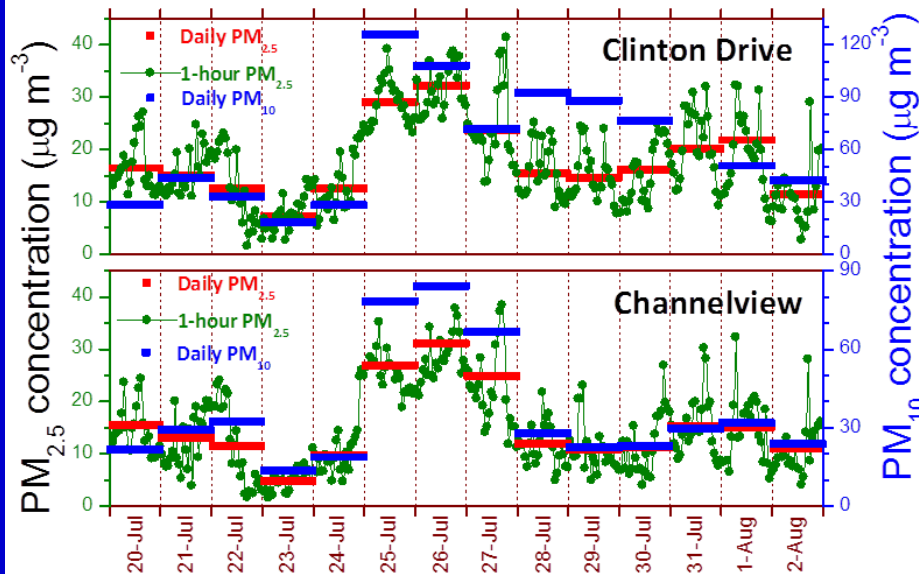 PM2.5 concentration (µg m-3)
PM10 concentration (µg m-3)
Clinton Drive
Daily PM2.5
1-hour PM2.5
Daily PM10
40
30
20
10
0
120
90
60
30
0
Channelview
Daily PM2.5
1-hour PM2.5
Daily PM10
40
30
20
10
0
90
60
30
0
20-Jul
21-Jul
22-Jul
23-Jul
24-Jul
25-Jul
26-Jul
27-Jul
28-Jul
29-Jul
30-Jul
31-Jul
1-Aug
2-Aug